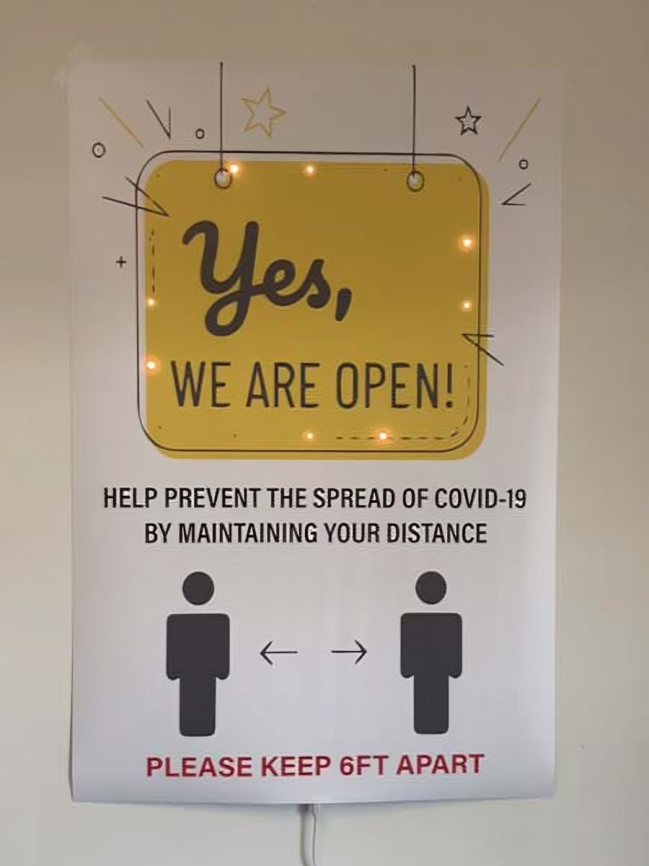 Yes,
WE ARE OPEN!
HELP PREVENT THE SPREAD OF COVID-19
BY MAINTAINING YOUR DISTANCE
PLEASE KEEP 6FT APART